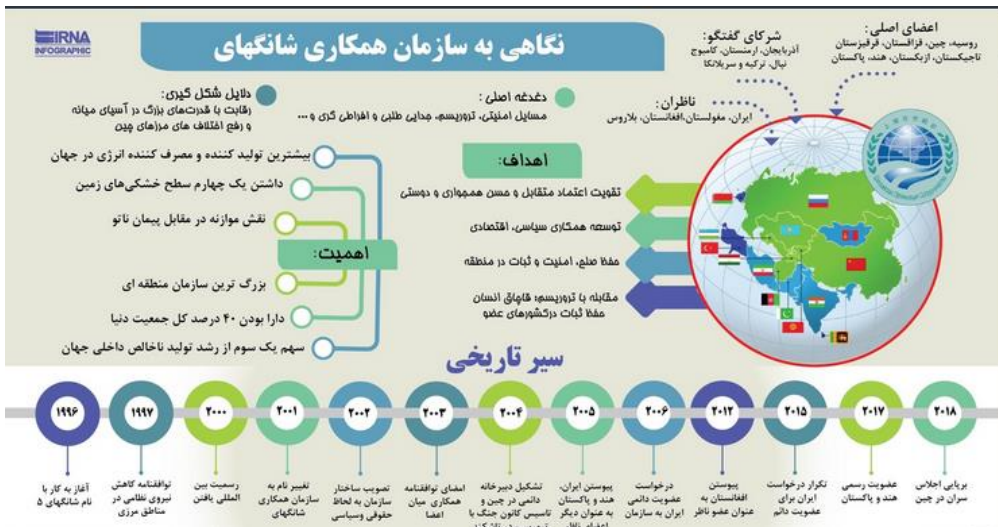 IRNA
INFOGRAPHIC
نگاهی به سازمان همکاری شانگهای
اعضای اصلی:
روسیه، چین، قزاقستان، قرقیزستان
تاجیکستان، ازبکستان، هند، پاکستان
شرکای گفتگو:
آذربایجان، ارمنستان، کامبوج
نپال، ترکیه و سریلانکا
ناظران:
ایران، مغولستان،افغانستان، بلاروس
دغدغه اصلی:
مسایل امنیتی، تروریسم، جدایی طلبی و افراطی گری و ...
دلایل شکل گیری:
رقابت با قدرت‌های بزرگ در آسیای میانه
و رفع اختلاف های مرزهای چین
اهداف:
تقویت اعتماد متقابل و حسن همجواری و دوستی
توسعه همکاری سیاسی، اقتصادی
حفظ صلح، امنیت و ثبات در منطقه
مقابله با تروریسم؛ قاچاق انسان
حفظ ثبات درکشورهای عضو
اهمیت:
بیشترین تولید کننده و مصرف کننده انرژی در جهان
داشتن یک چهارم سطح خشکی‌های زمین
نقش موازنه در مقابل پیمان ناتو
بزرگ ترین سازمان منطقه ای
دارا بودن ۴۰ درصد کل جمعیت دنیا
سهم یک سوم از رشد تولید ناخالص داخلی جهان
سیر تاریخی
۱۹۹۶
آغاز به کار با
نام شانگهای ۵
۱۹۹۷
توافقنامه کاهش
نیروی نظامی در
مناطق مرزی
۲۰۰۰
رسمیت بین
المللی یافتن
۲۰۰۱
تغییر نام به
سازمان همکاری
شانگهای
۲۰۰۲
تصویب ساختار
سازمان به لحاظ
حقوقی وسیاسی
۲۰۰۳
امضای توافقنامه
همکاری میان
اعضا
۲۰۰۴
تشکیل دبیرخانه
دائمی در چین و
تاسیس کانون جنگ با
۲۰۰۵
پیوستن ایران،
هند و پاکستان
به عنوان دیگر
اعضای ناظر
۲۰۰۶
درخواست
عضویت دائمی
ایران به سازمان
۲۰۱۲
پیوستن
افغانستان به
عنوان عضو ناظر
۲۰۱۵
تکرار درخواست
ایران برای
عضویت دائم
۲۰۱۷
عضویت رسمی
هند و پاکستان
۲۰۱۸
برپایی اجلاس
سران در چین